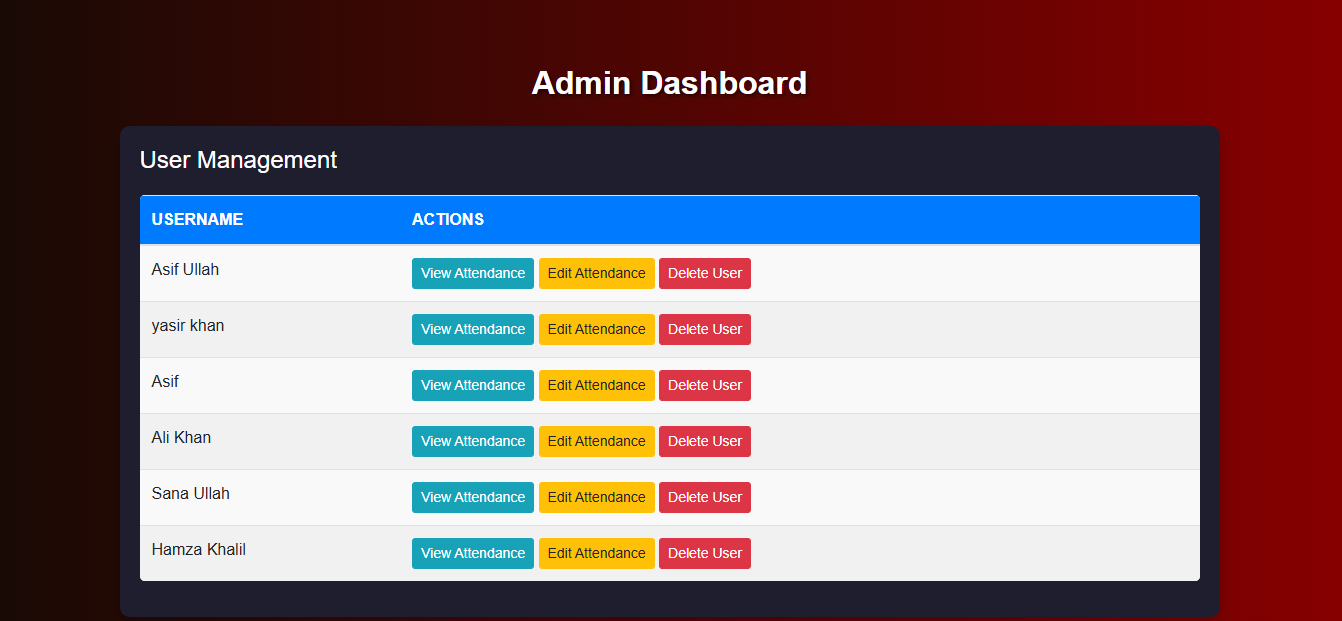 Admin Dashboard
User Management
USERNAME ACTIONS
Asif Ullah View Attendance Edit Attendance Delete User
yasir khan View Attendance Edit Attendance Delete User
Asif View Attendance Edit Attendance Delete User
Ali Khan View Attendance Edit Attendance Delete User
Sana Ullah View Attendance Edit Attendance Delete User
Hamza Khalil View Attendance Edit Attendance Delete User